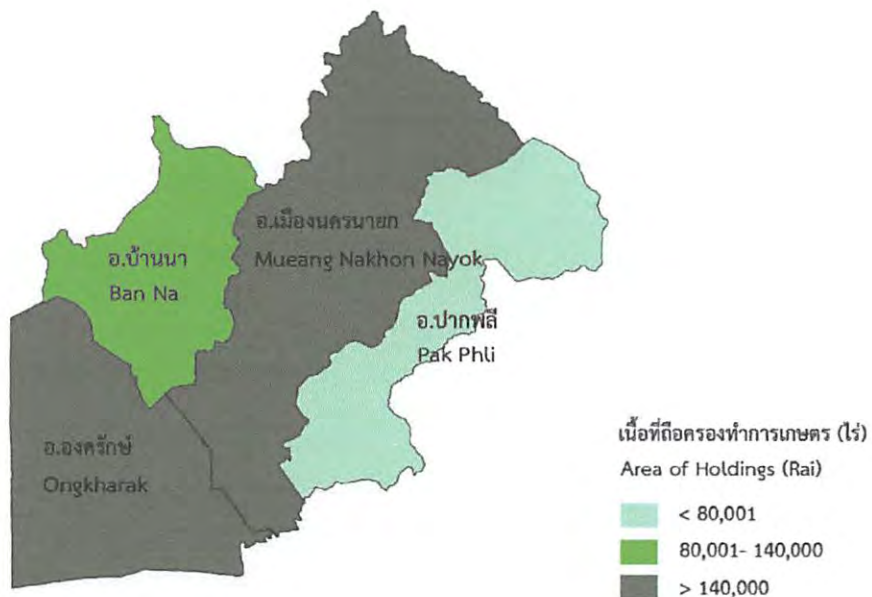 อ.เมืองนครนายก
Mueang Nakhon Nayok
อ.บ้านนา
Ban Na
อ.ปากพลี
Pak Phli
อ.องครักษ์
Ongkharak
เนื้อที่ถือครองทำการเกษตร (ไร่)
Area of Holdings (Rai)
< 80,001
80,001- 140,000
> 140,000